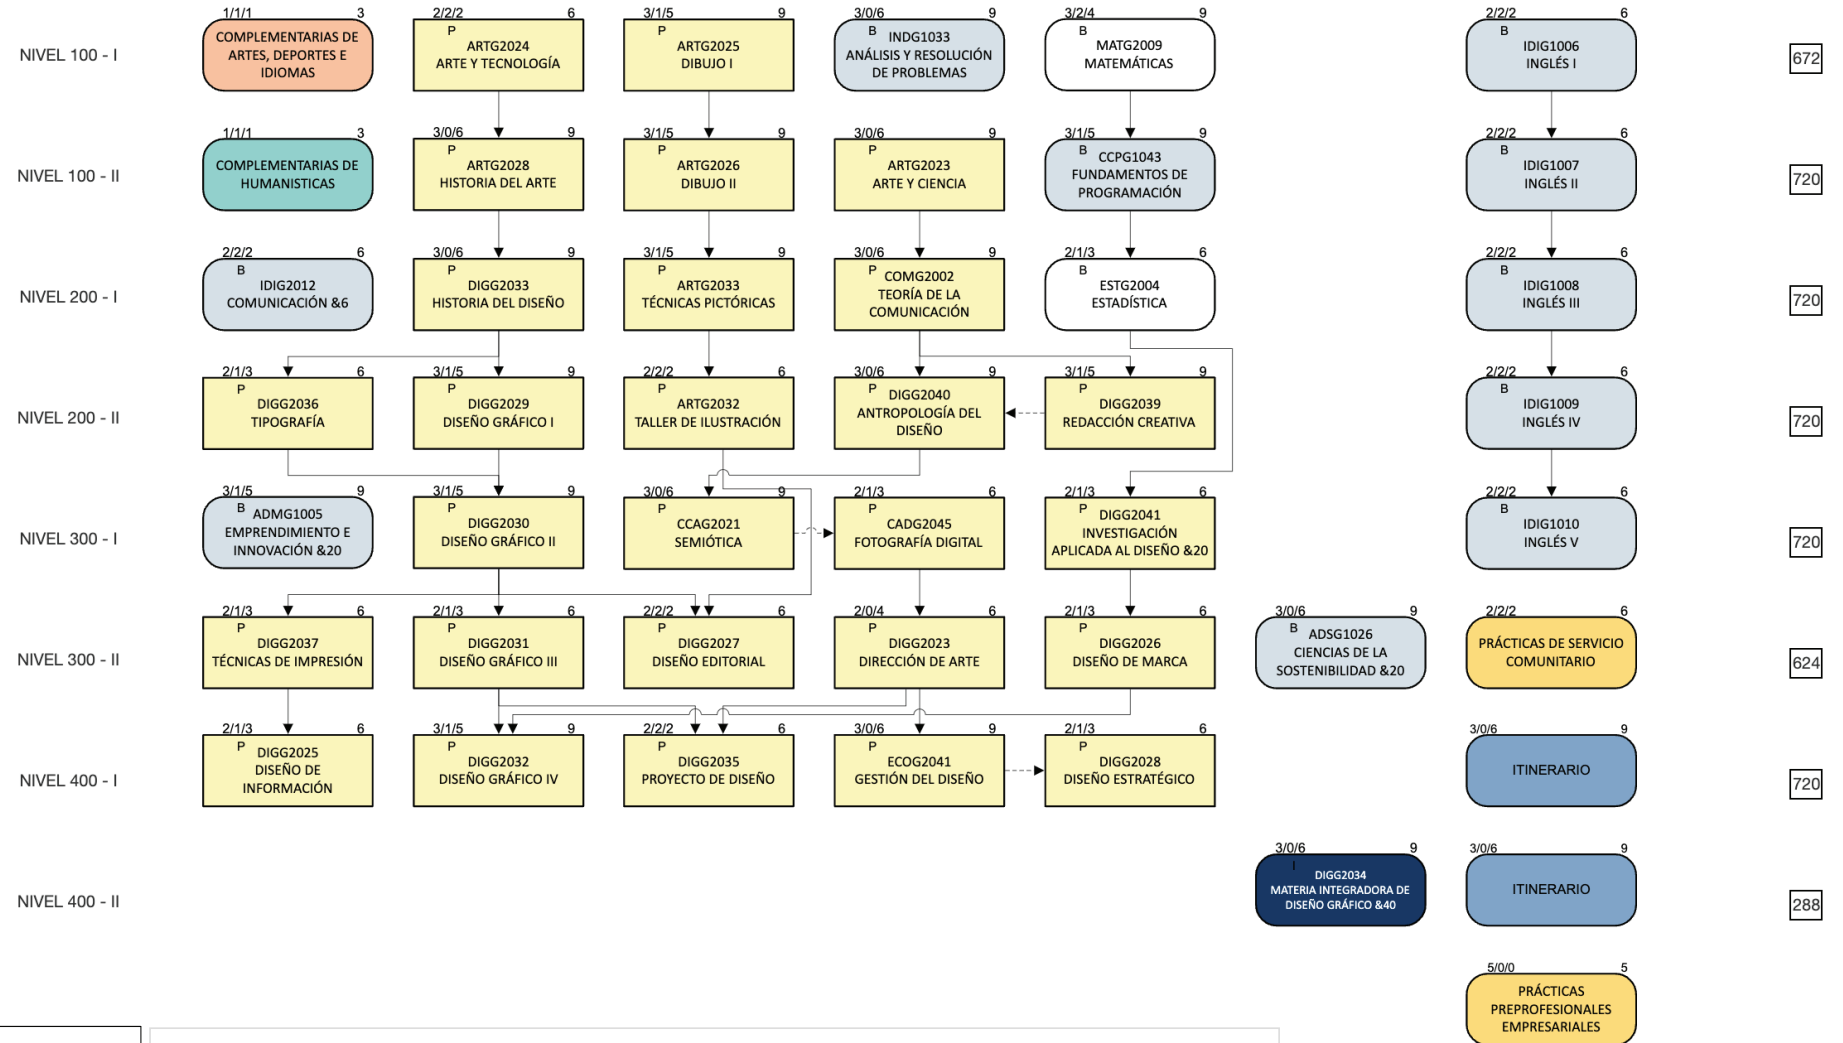 1/1/1 3 2/2/2 6 3/1/5 9 3/0/6 9 3/2/4 9 2/2/2 6
NIVEL 100 - I
COMPLEMENTARIAS DE
ARTES, DEPORTES E
IDIOMAS
P
ARTG2024
ARTE Y TECNOLOGÍA
P
ARTG2025
DIBUJO I
B INDG1033
ANÁLISIS Y RESOLUCIÓN
DE PROBLEMAS
B
MATG2009
MATEMÁTICAS
B
IDIG1006
INGLÉS I
672
1/1/1 3 3/0/6 9 3/1/5 9 3/0/6 9 3/1/5 9 2/2/2 6
NIVEL 100 - II
COMPLEMENTARIAS DE
HUMANISTICAS
P
ARTG2028
HISTORIA DEL ARTE
P
ARTG2026
DIBUJO II
P
ARTG2023
ARTE Y CIENCIA
B CCPG1043
FUNDAMENTOS DE
PROGRAMACIÓN
B
IDIG1007
INGLÉS II
720
2/2/2 6 3/0/6 9 3/1/5 9 3/0/6 9 2/1/3 6 2/2/2 6
NIVEL 200 - I
B
IDIG2012
COMUNICACIÓN &6
P
DIGG2033
HISTORIA DEL DISEÑO
P
ARTG2033
TÉCNICAS PICTÓRICAS
P COMG2002
TEORÍA DE LA
COMUNICACIÓN
B
ESTG2004
ESTADÍSTICA
B
IDIG1008
INGLÉS III
720
2/1/3 6 3/1/5 9 2/2/2 6 3/0/6 9 3/1/5 9 2/2/2 6
NIVEL 200 - II
P
DIGG2036
TIPOGRAFÍA
P
DIGG2029
DISEÑO GRÁFICO I
P
ARTG2032
TALLER DE ILUSTRACIÓN
P DIGG2040
ANTROPOLOGÍA DEL
DISEÑO
P
DIGG2039
REDACCIÓN CREATIVA
B
IDIG1009
INGLÉS IV
720
3/1/5 9 3/1/5 9 3/0/6 9 2/1/3 6 2/1/3 6 2/2/2 6
NIVEL 300 - I
B ADMG1005
EMPRENDIMIENTO E
INNOVACIÓN &20
P
DIGG2030
DISEÑO GRÁFICO II
P
CCAG2021
SEMIÓTICA
P
CADG2045
FOTOGRAFÍA DIGITAL
P DIGG2041
INVESTIGACIÓN
APLICADA AL DISEÑO &20
B
IDIG1010
INGLÉS V
720
2/1/3 6 2/1/3 6 2/2/2 6 2/0/4 6 2/1/3 6 3/0/6 9 2/2/2 6
NIVEL 300 - II
P
DIGG2037
TÉCNICAS DE IMPRESIÓN
P
DIGG2031
DISEÑO GRÁFICO III
P
DIGG2027
DISEÑO EDITORIAL
P
DIGG2023
DIRECCIÓN DE ARTE
P
DIGG2026
DISEÑO DE MARCA
B ADSG1026
CIENCIAS DE LA
SOSTENIBILIDAD &20
PRÁCTICAS DE SERVICIO
COMUNITARIO
624
2/1/3 6 3/1/5 9 2/2/2 6 3/0/6 9 2/1/3 6 3/0/6 9
NIVEL 400 - I
P DIGG2025
DISEÑO DE
INFORMACIÓN
P
DIGG2032
DISEÑO GRÁFICO IV
P
DIGG2035
PROYECTO DE DISEÑO
P
ECOG2041
GESTIÓN DEL DISEÑO
P
DIGG2028
DISEÑO ESTRATÉGICO
ITINERARIO
720
3/0/6 9 3/0/6 9
NIVEL 400 - II
I
DIGG2034
MATERIA INTEGRADORA DE
DISEÑO GRÁFICO &40
ITINERARIO
288
5/0/0 5
PRÁCTICAS
PREPROFESIONALES
EMPRESARIALES